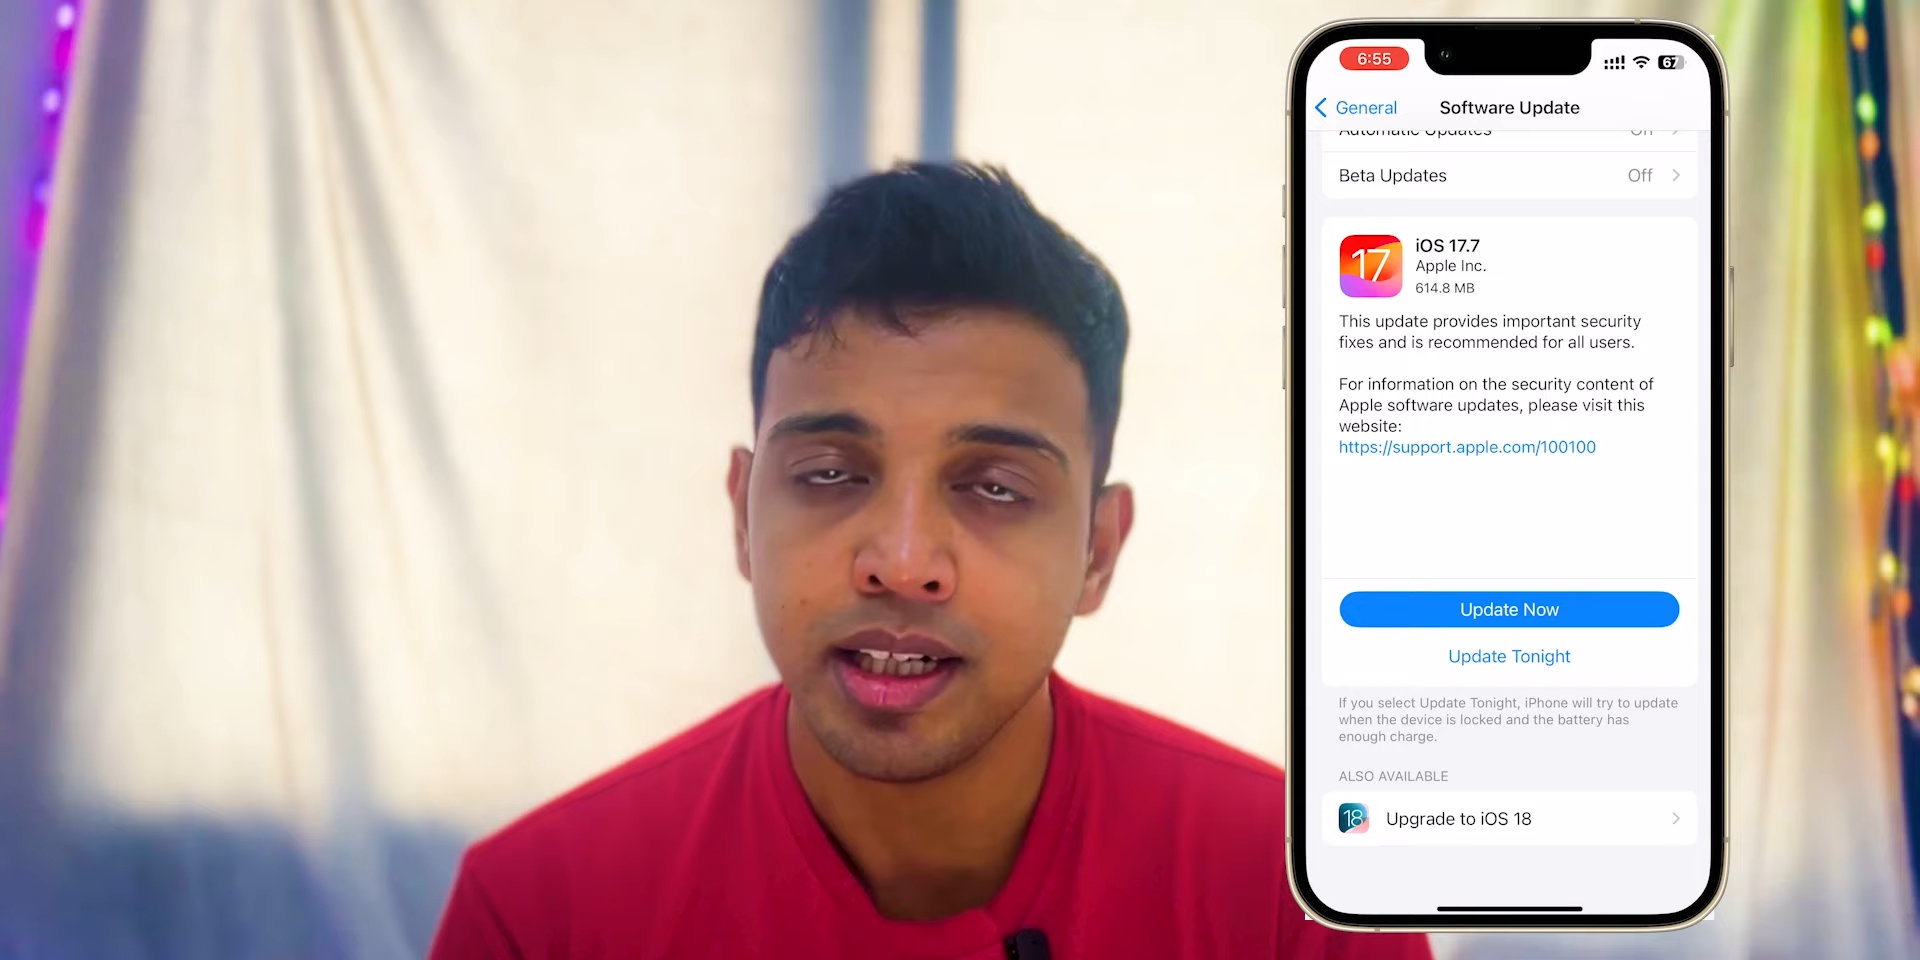 6:55
67
General
Software Update
Automatic Updates
Beta Updates
Off
17
iOS 17.7
Apple Inc.
614.8 MB
This update provides important security
fixes and is recommended for all users.
For information on the security content of
Apple software updates, please visit this
website:
https://support.apple.com/100100
Update Now
Update Tonight
If you select Update Tonight, iPhone will try to update
when the device is locked and the battery has
enough charge.
ALSO AVAILABLE
18
Upgrade to iOS 18